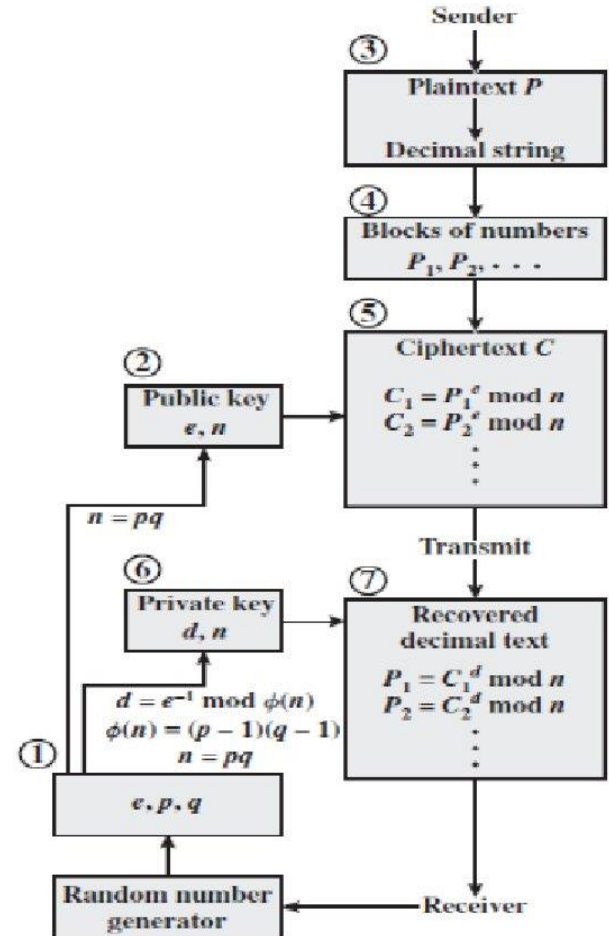 Sender
③
Plaintext P
Decimal string
④
Blocks of numbers
P₁, P₂, . . .
⑤
Ciphertext C
C₁ = P₁ᵉ mod n
C₂ = P₂ᵉ mod n
.
.
.
②
Public key
e, n
n = pq
Transmit
⑥
Private key
d, n
⑦
Recovered
decimal text
P₁ = C₁ᵈ mod n
P₂ = C₂ᵈ mod n
.
.
.
d = e⁻¹ mod ϕ(n)
ϕ(n) = (p − 1)(q − 1)
n = pq
①
e, p, q
Random number
generator
Receiver